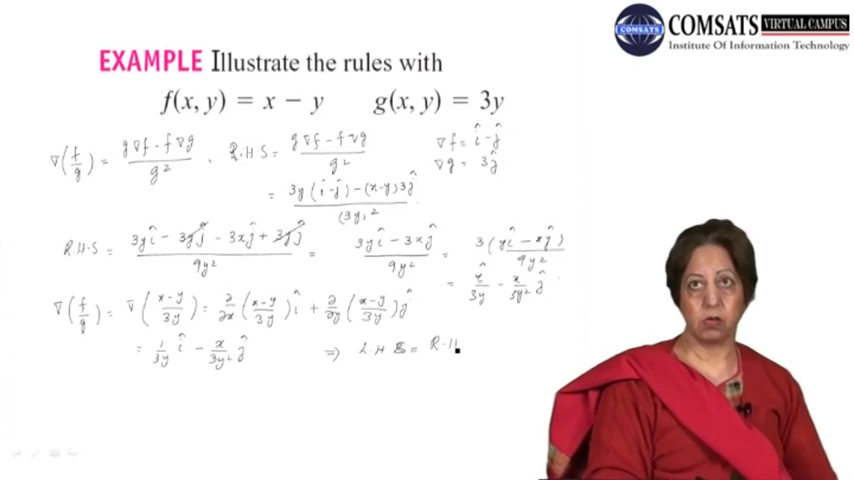 COMSATS VIRTUAL CAMPUS
Institute Of Information Technology
EXAMPLE Illustrate the rules with
f(x, y) = x − y g(x, y) = 3y
∇(f/g) = (g∇f − f∇g)/g² , R.H.S = (g∇f − f∇g)/g² ∇f = î − ĵ
∇g = 3ĵ
= (3y(î − ĵ) − (x−y)3ĵ)/(3y)²
R.H.S = (3yî − 3yĵ − 3xĵ + 3yĵ)/9y² = (3yî − 3xĵ)/9y² = 3(yî − xĵ)/9y²
= î/3y − x/3y² ĵ
∇(f/g) = ∇((x−y)/3y) = ∂/∂x((x−y)/3y)î + ∂/∂y((x−y)/3y)ĵ
= 1/3y î − x/3y² ĵ ⇒ L.H.S = R.H